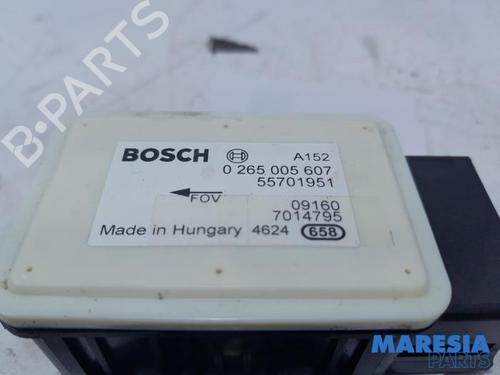 B-PARTS
BOSCH
A152
0 265 005 607
55701951
FOV
09160
7014795
Made in Hungary 4624 658
MARESIA
PARTS